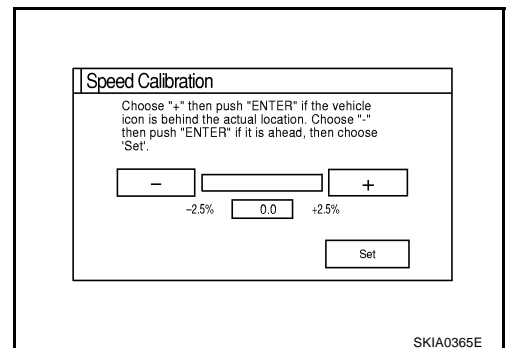 Speed Calibration
Choose "+" then push "ENTER" if the vehicle
icon is behind the actual location. Choose "-"
then push "ENTER" if it is ahead, then choose
'Set'.
− +
−2.5% 0.0 +2.5%
Set
SKIA0365E